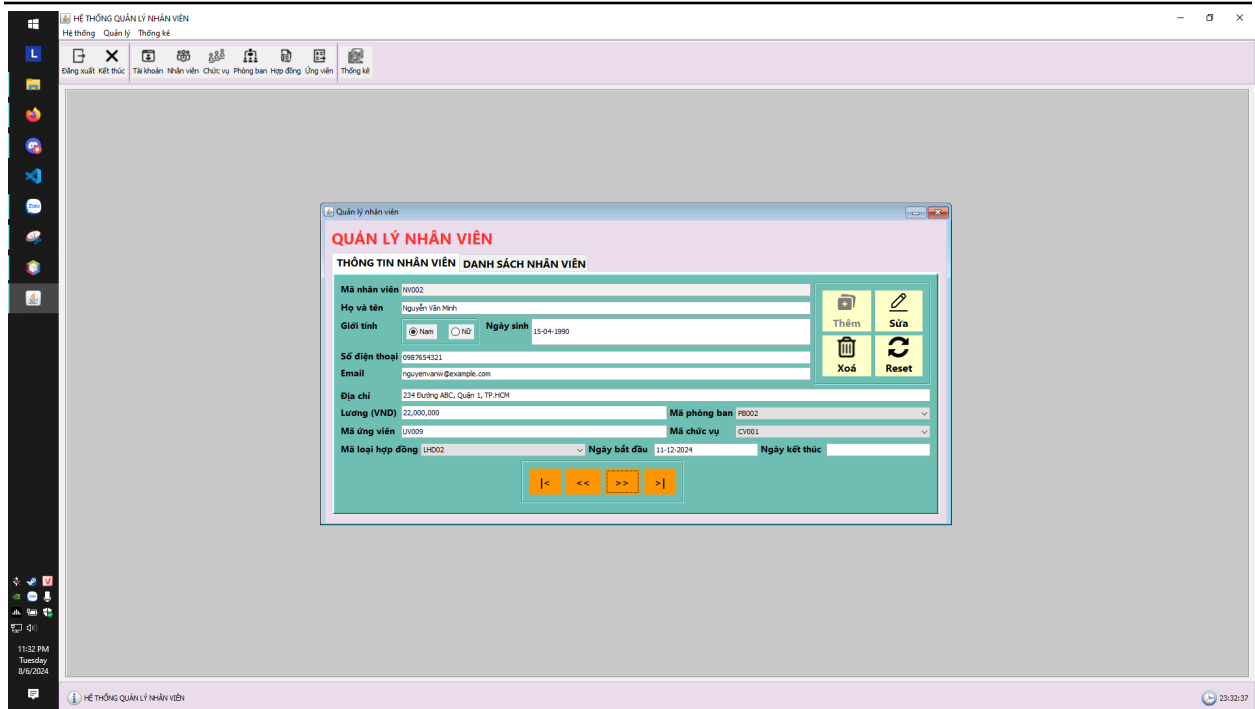 HỆ THỐNG QUẢN LÝ NHÂN VIÊN
Hệ thống Quản lý Thống kê
Đăng xuất Kết thúc Tài khoản Nhân viên Chức vụ Phòng ban Hợp đồng Ứng viên Thống kê
L
Zalo
Quản lý nhân viên
QUẢN LÝ NHÂN VIÊN
THÔNG TIN NHÂN VIÊN DANH SÁCH NHÂN VIÊN
Mã nhân viên NV002
Họ và tên Nguyễn Văn Minh
Giới tính Nam Nữ Ngày sinh 15-04-1990
Số điện thoại 0987654321
Email nguyenvanw@example.com
Thêm Sửa
Xoá Reset
Địa chỉ 234 Đường ABC, Quận 1, TP.HCM
Lương (VND) 22,000,000 Mã phòng ban PB002
Mã ứng viên UV009 Mã chức vụ CV001
Mã loại hợp đồng LHD02 Ngày bắt đầu 11-12-2024 Ngày kết thúc
|< << >> >|
V
11:32 PM
Tuesday
8/6/2024
HỆ THỐNG QUẢN LÝ NHÂN VIÊN
23:32:37